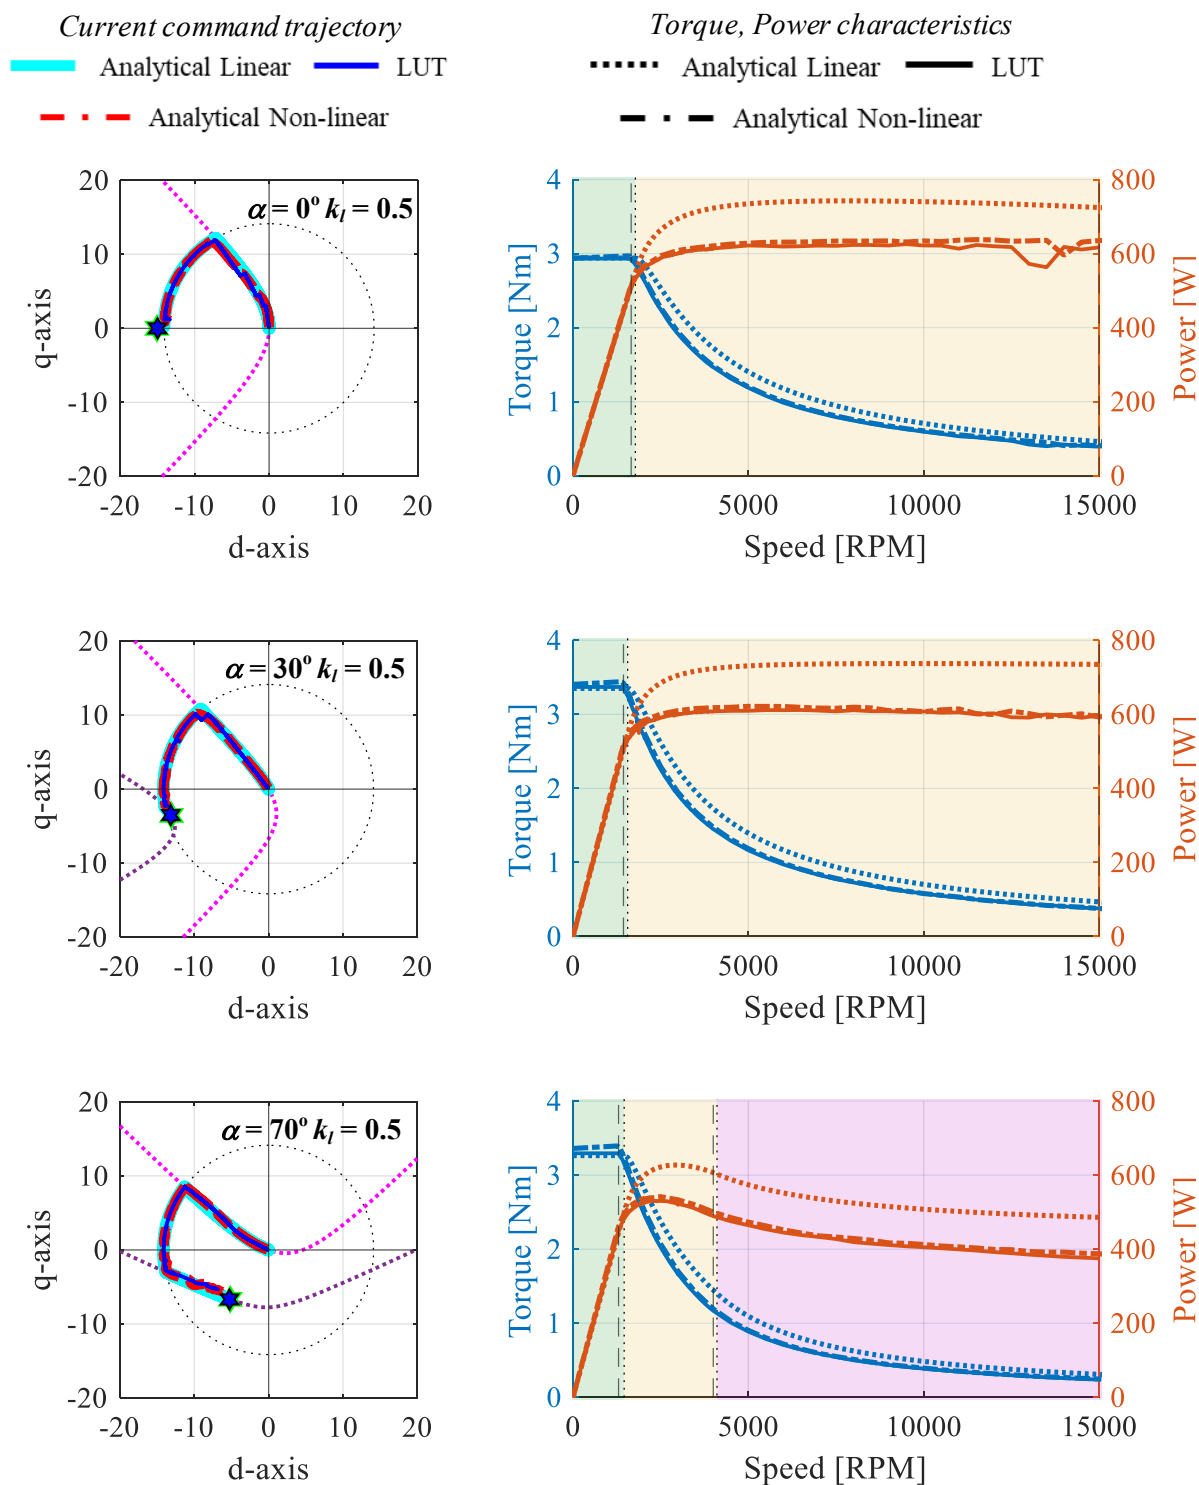 Current command trajectory
Analytical Linear
LUT
Analytical Non-linear
Torque, Power characteristics
Analytical Linear
LUT
Analytical Non-linear
α = 0° kₗ = 0.5
20
10
0
-10
-20
-20 -10 0 10 20
q-axis
d-axis
4
3
2
1
0
Torque [Nm]
800
600
400
200
0
Power [W]
0 5000 10000 15000
Speed [RPM]
α = 30° kₗ = 0.5
20
10
0
-10
-20
-20 -10 0 10 20
q-axis
d-axis
4
3
2
1
0
Torque [Nm]
800
600
400
200
0
Power [W]
0 5000 10000 15000
Speed [RPM]
α = 70° kₗ = 0.5
20
10
0
-10
-20
-20 -10 0 10 20
q-axis
d-axis
4
3
2
1
0
Torque [Nm]
800
600
400
200
0
Power [W]
0 5000 10000 15000
Speed [RPM]